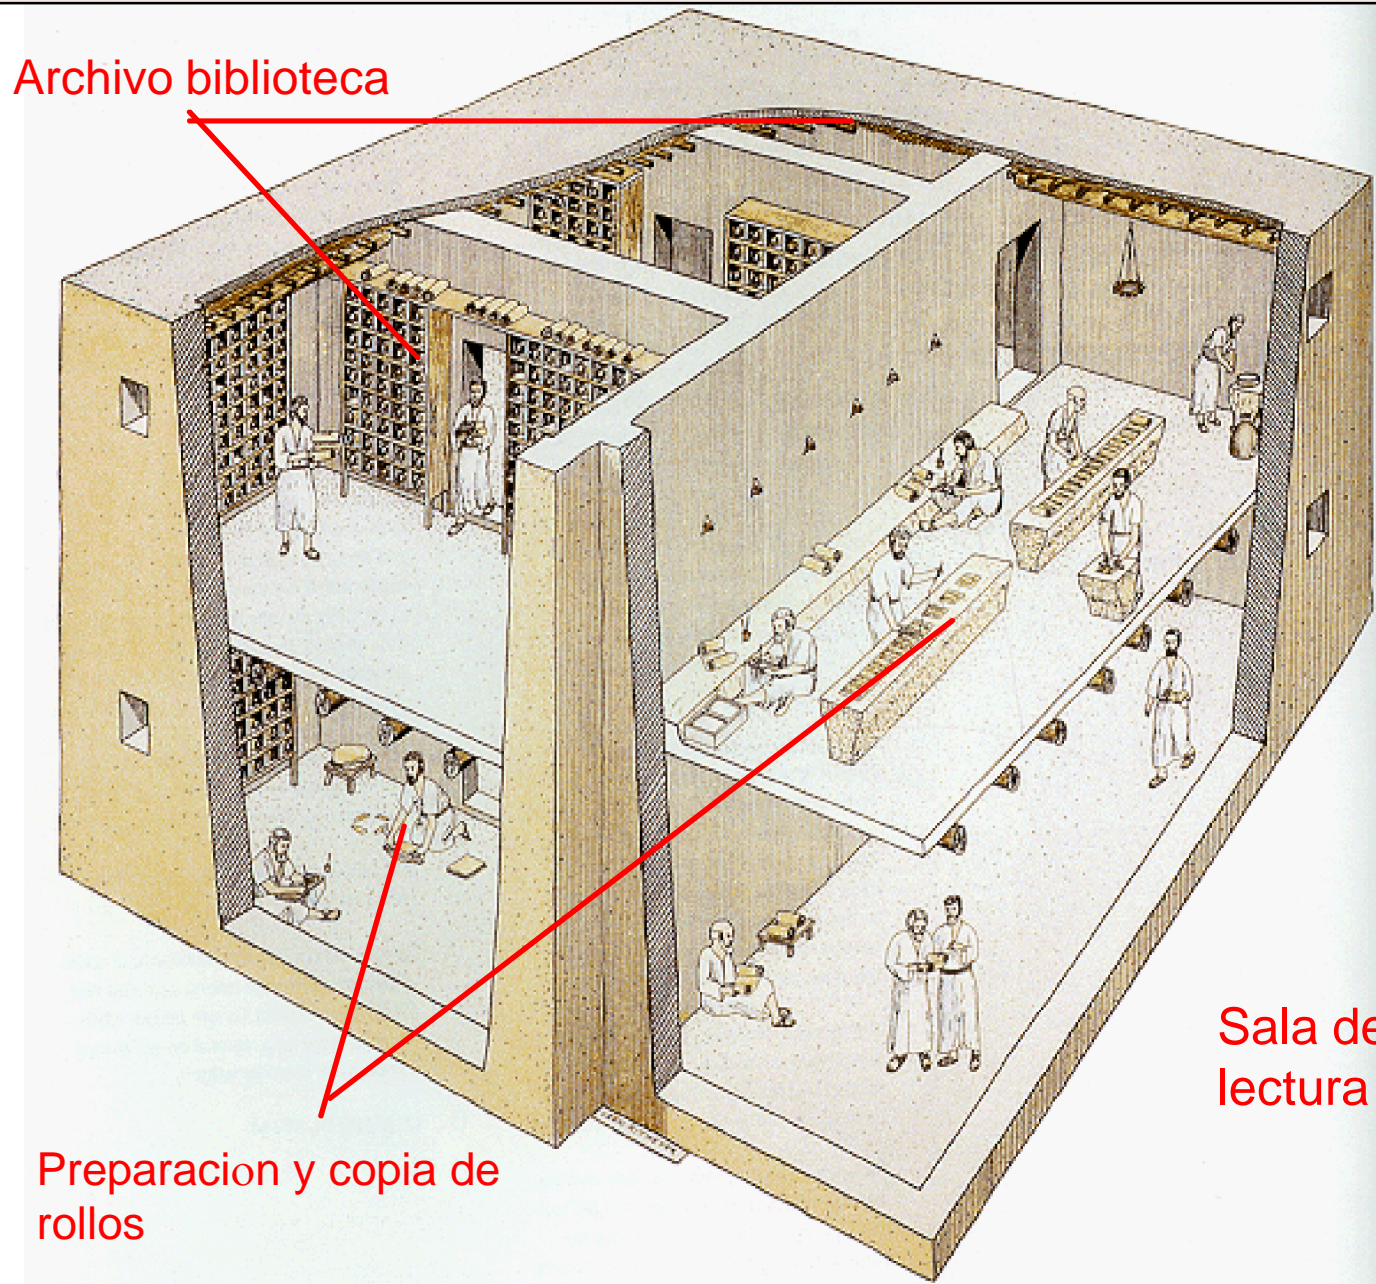 Archivo biblioteca
Sala de
lectura
Preparacion y copia de
rollos